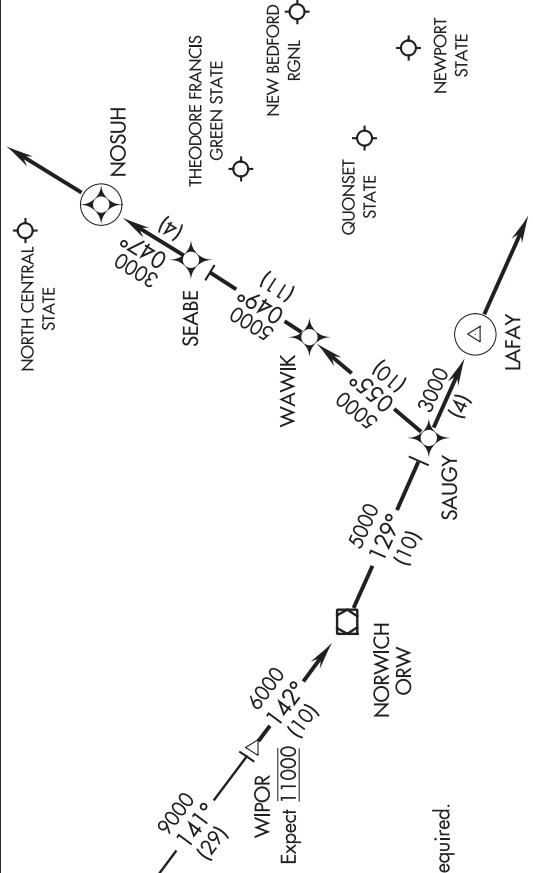 NORTH CENTRAL
STATE
NOSUH
THEODORE FRANCIS
GREEN STATE
NEW BEDFORD
RGNL
NEWPORT
STATE
QUONSET
STATE
3000
047°
(4)
SEABE
5000
049°
(11)
WAWIK
5000
055°
(10)
3000
(4)
LAFAY
SAUGY
5000
129°
(10)
NORWICH
ORW
6000
142°
(10)
WIPOR
Expect 11000
9000
141°
(29)
equired.